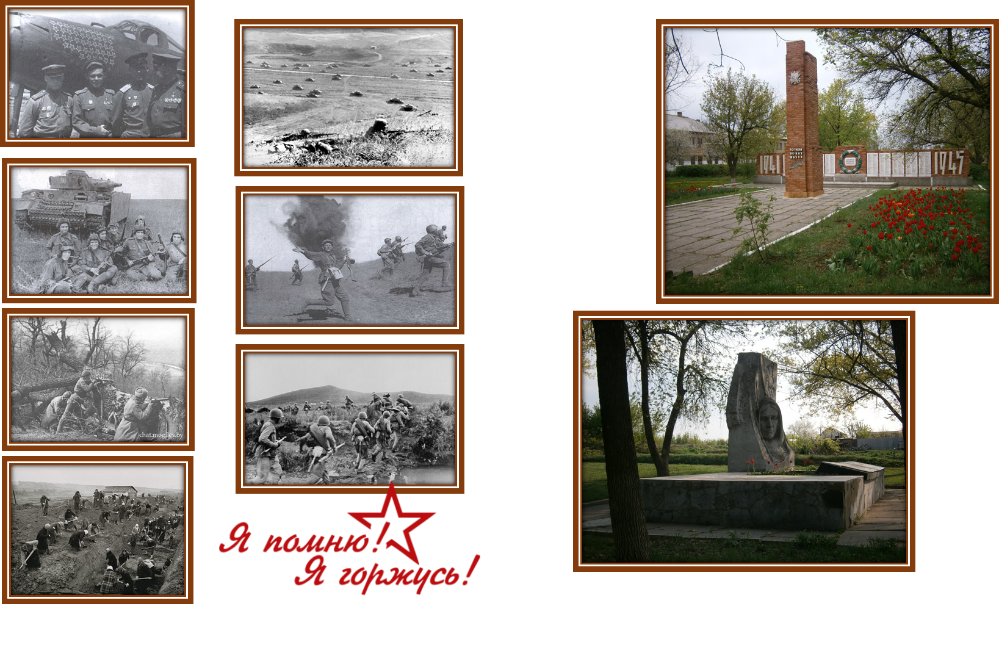 1941
1945
chat.mogilev.by
Я помню!
Я горжусь!